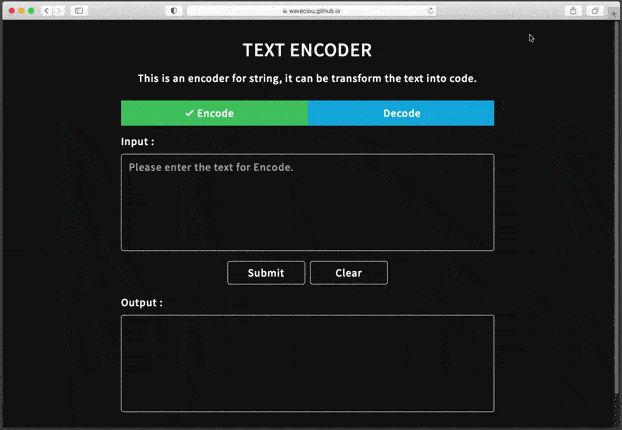 wavecibu.github.io
TEXT ENCODER
This is an encoder for string, it can be transform the text into code.
✓ Encode
Decode
Input :
Please enter the text for Encode.
Submit
Clear
Output :